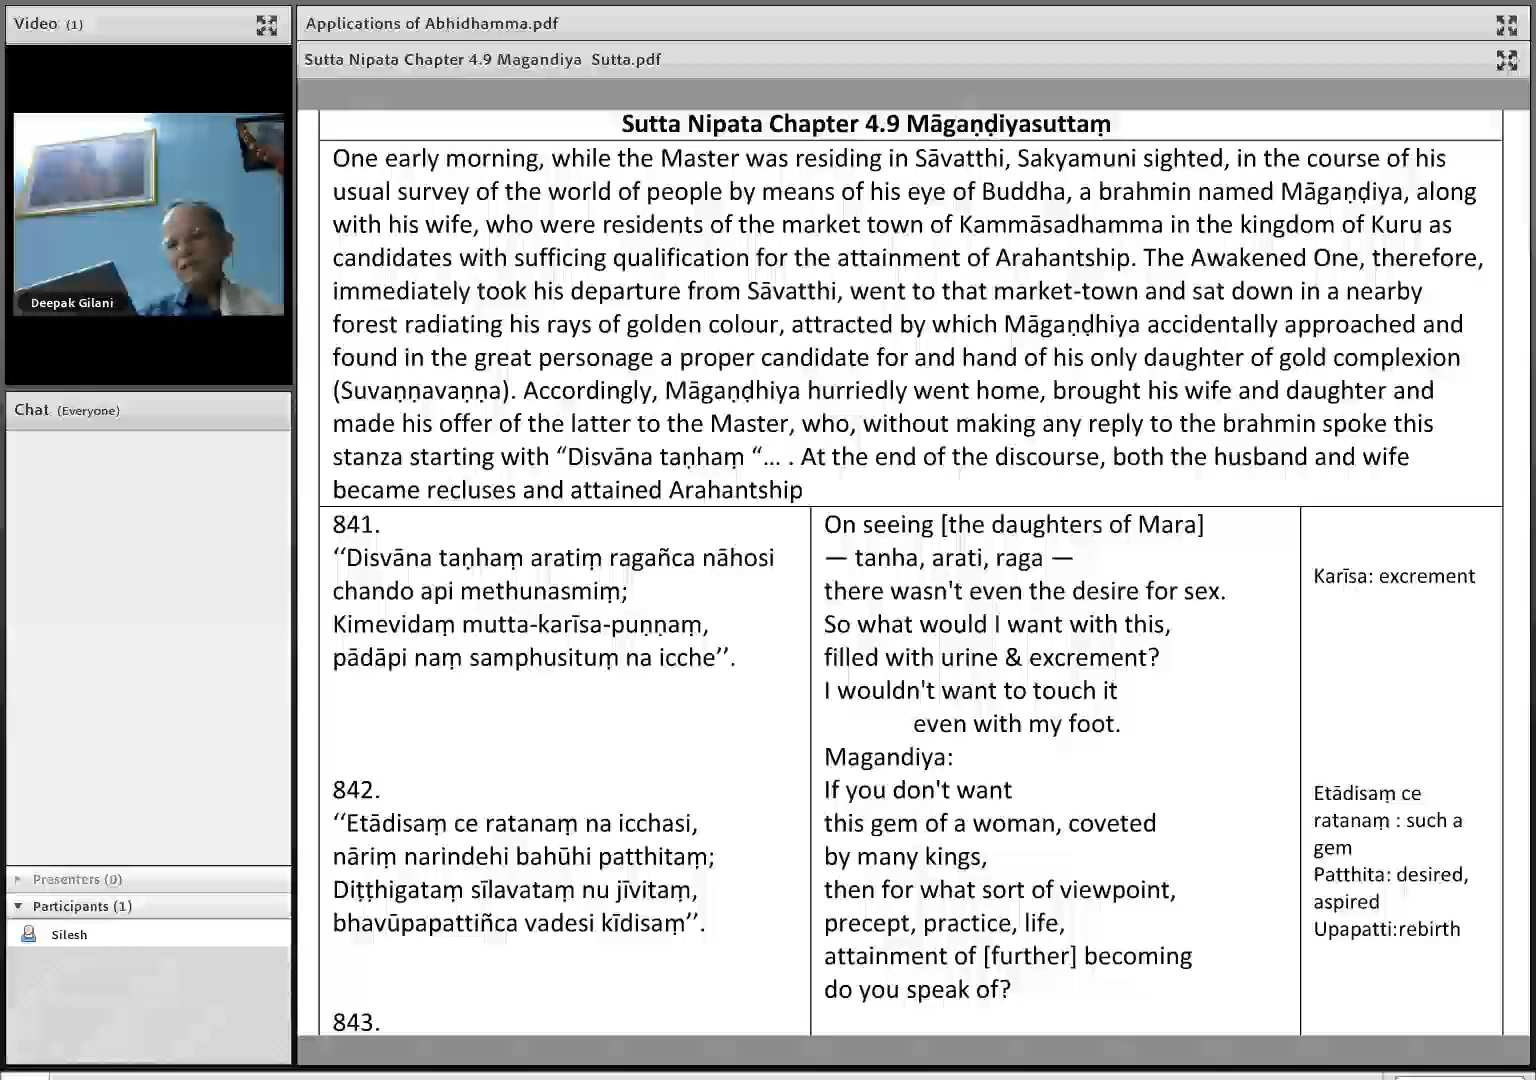 Video (1)
Deepak Gilani
Chat (Everyone)
Presenters (0)
Participants (1)
Silesh
Applications of Abhidhamma.pdf
Sutta Nipata Chapter 4.9 Magandiya Sutta.pdf
Sutta Nipata Chapter 4.9 Māgaṇḍiyasuttaṃ
One early morning, while the Master was residing in Sāvatthi, Sakyamuni sighted, in the course of his
usual survey of the world of people by means of his eye of Buddha, a brahmin named Māgaṇḍiya, along
with his wife, who were residents of the market town of Kammāsadhamma in the kingdom of Kuru as
candidates with sufficing qualification for the attainment of Arahantship. The Awakened One, therefore,
immediately took his departure from Sāvatthi, went to that market-town and sat down in a nearby
forest radiating his rays of golden colour, attracted by which Māgaṇḍhiya accidentally approached and
found in the great personage a proper candidate for and hand of his only daughter of gold complexion
(Suvaṇṇavaṇṇa). Accordingly, Māgaṇḍhiya hurriedly went home, brought his wife and daughter and
made his offer of the latter to the Master, who, without making any reply to the brahmin spoke this
stanza starting with “Disvāna taṇhaṃ “... . At the end of the discourse, both the husband and wife
became recluses and attained Arahantship
841.
‘‘Disvāna taṇhaṃ aratiṃ ragañca nāhosi
chando api methunasmiṃ;
Kimevidaṃ mutta-karīsa-puṇṇaṃ,
pādāpi naṃ samphusituṃ na icche’’.
842.
‘‘Etādisaṃ ce ratanaṃ na icchasi,
nāriṃ narindehi bahūhi patthitaṃ;
Diṭṭhigataṃ sīlavataṃ nu jīvitaṃ,
bhavūpapattiñca vadesi kīdisaṃ’’.
843.
On seeing [the daughters of Mara]
— tanha, arati, raga —
there wasn't even the desire for sex.
So what would I want with this,
filled with urine & excrement?
I wouldn't want to touch it
even with my foot.
Magandiya:
If you don't want
this gem of a woman, coveted
by many kings,
then for what sort of viewpoint,
precept, practice, life,
attainment of [further] becoming
do you speak of?
Karīsa: excrement
Etādisaṃ ce
ratanaṃ : such a
gem
Patthita: desired,
aspired
Upapatti:rebirth